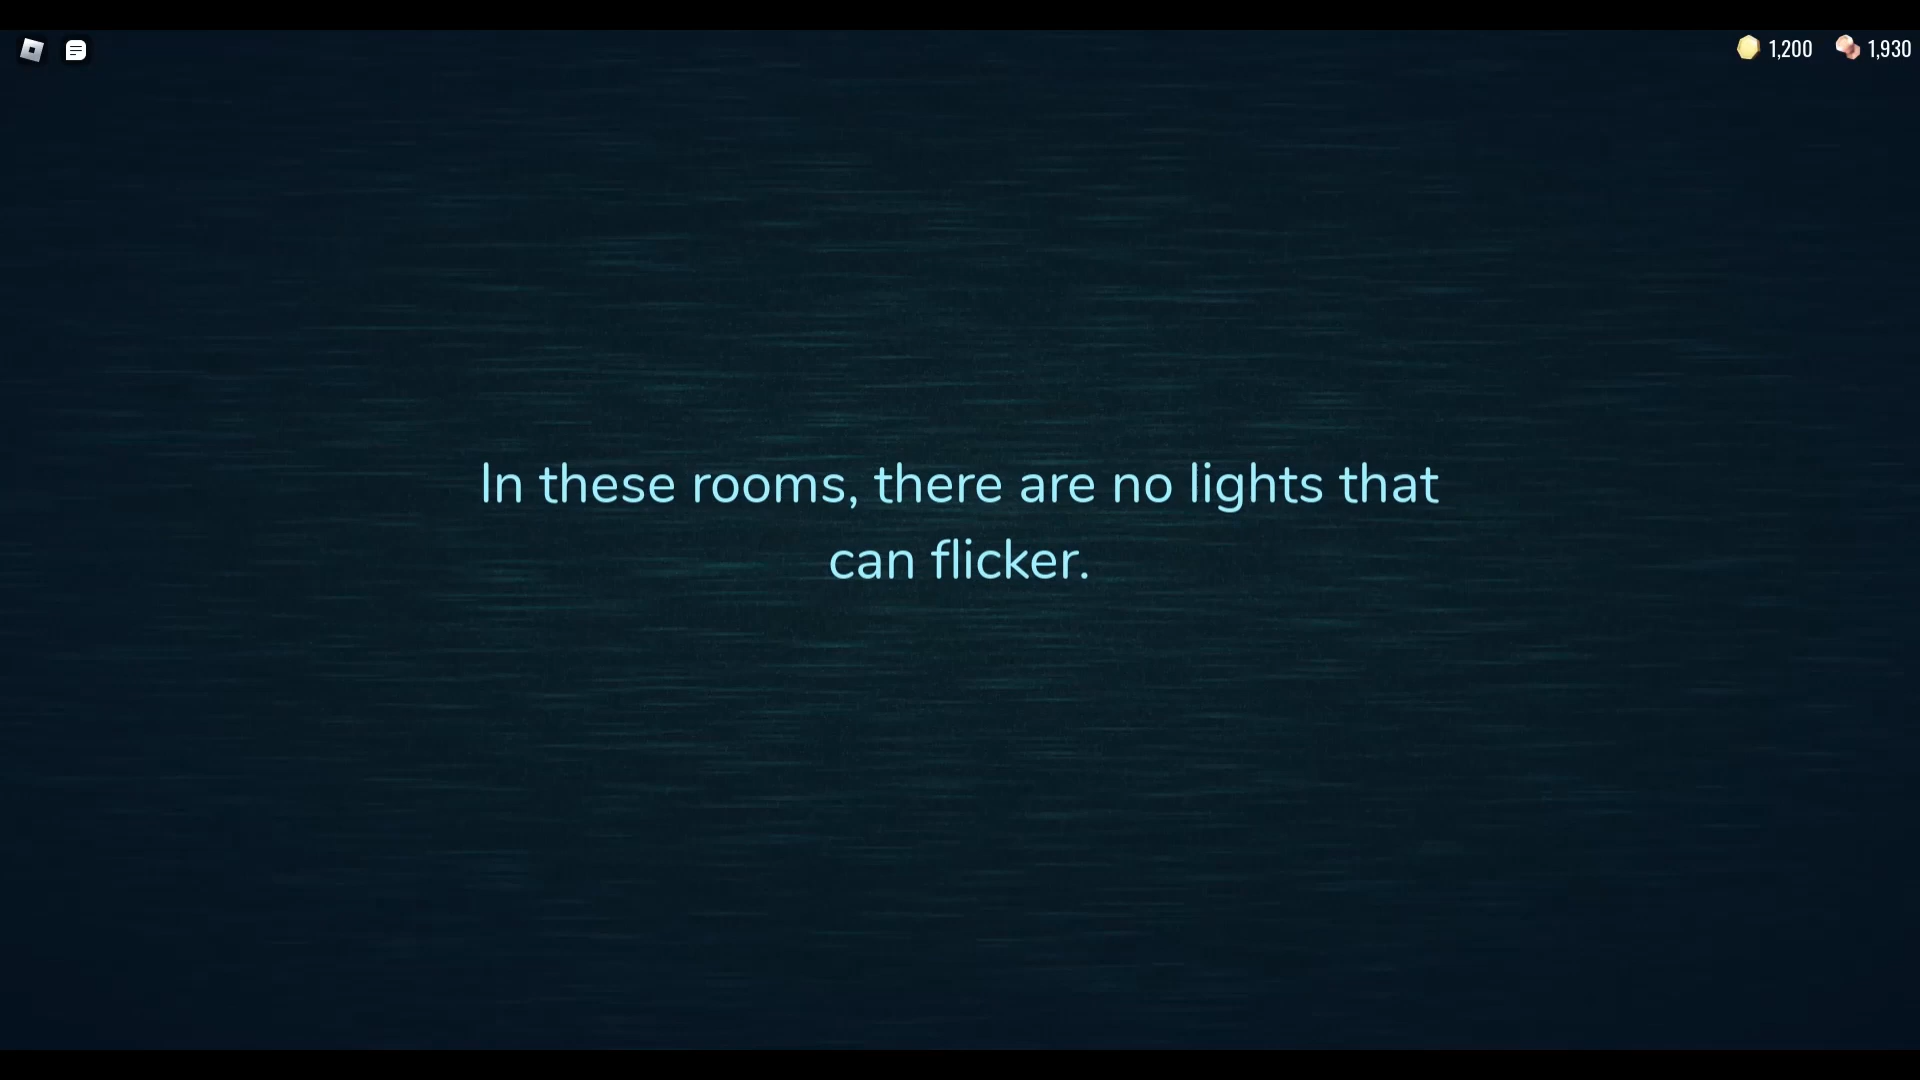 1,200 1,930
In these rooms, there are no lights that
can flicker.